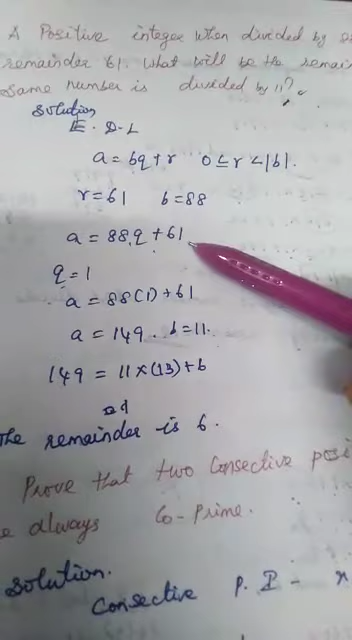 A Positive integer when divided by
remainder 61. What will be the
Same number is divided by 11?
Solution
E. D. L
a = bq + r 0 ≤ r < |b|.
r = 61 b = 88
a = 88q + 61
q = 1
a = 88(1) + 61
a = 149 b = 11.
149 = 11 × (13) + 6
The remainder is 6.
Prove that two Consective
always Co-Prime.
Solution.
Consective P. I -